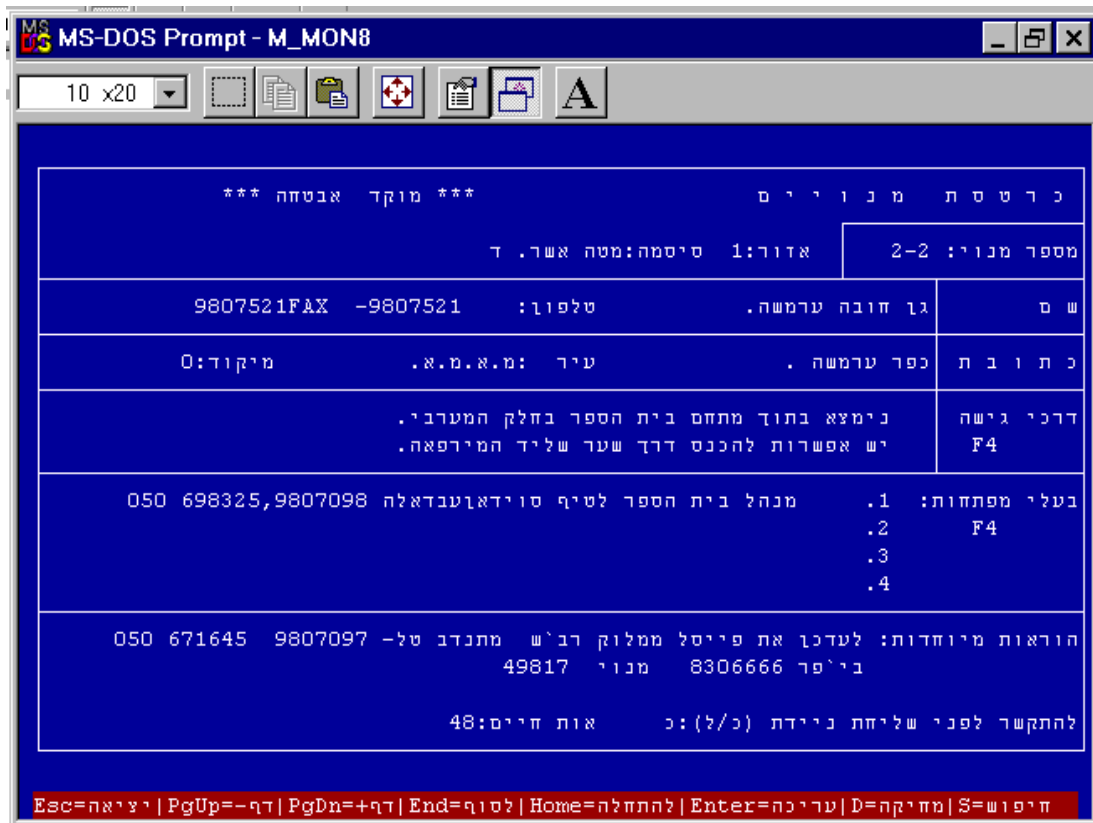 MS-DOS Prompt - M_MON8
10 x20
A
כ ר ט ס ת מ נ ו י י ם *** מוקד אבטחה ***
מספר מנוי: 2-2 אזור:1 סיסמה:מטה אשר. ד
ש ם גן חובה ערמשה. טלפון: 9807521- 9807521FAX
כ ת ו ב ת כפר ערמשה . עיר :מ.א.מ.א. מיקוד:0
דרכי גישה נימצא בתוך מתחם בית הספר בחלק המערבי.
F4 יש אפשרות להכנס דרך שער שליד המירפאה.
בעלי מפתחות: 1. מנהל בית הספר לטיף סוידאןעבדאלה 050 698325,9807098
F4 2.
3.
4.
הוראות מיוחדות: לעדכן את פייסל ממלוק רב`ש מתנדב טל- 9807097 050 671645
בי`פר 8306666 מנוי 49817
להתקשר לפני שליחת ניידת (כ/ל):כ אות חיים:48
Esc=יציאה|PgUp=-דף|PgDn=+דף|End=לסוף|Home=להתחלה|Enter=עריכה|D=מחיקה|S=חיפוש